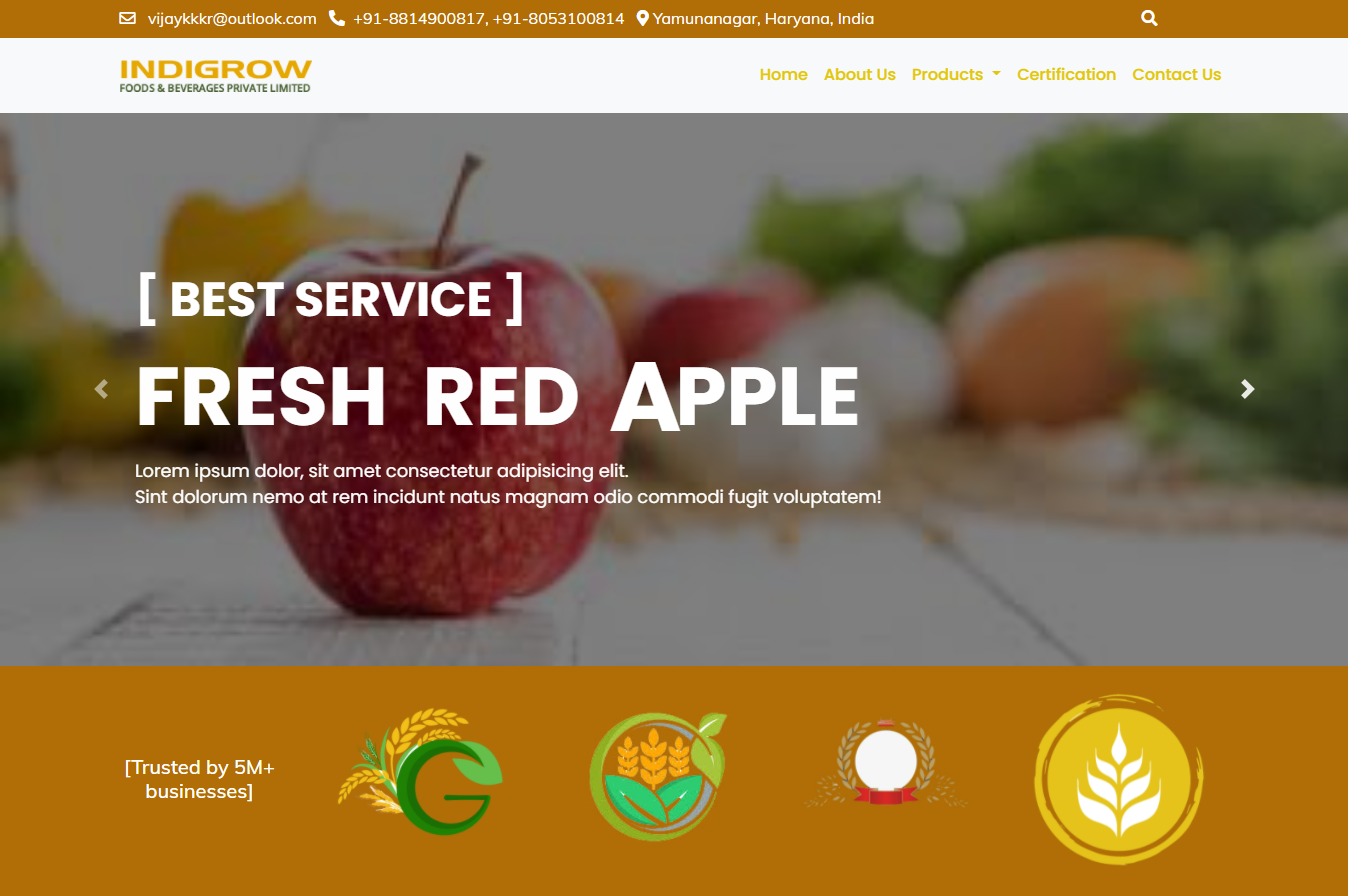 vijaykkkr@outlook.com +91-8814900817, +91-8053100814 Yamunanagar, Haryana, India
INDIGROW
FOODS & BEVERAGES PRIVATE LIMITED
Home About Us Products Certification Contact Us
[ BEST SERVICE ]
FRESH RED APPLE
Lorem ipsum dolor, sit amet consectetur adipisicing elit.
Sint dolorum nemo at rem incidunt natus magnam odio commodi fugit voluptatem!
[Trusted by 5M+
businesses]